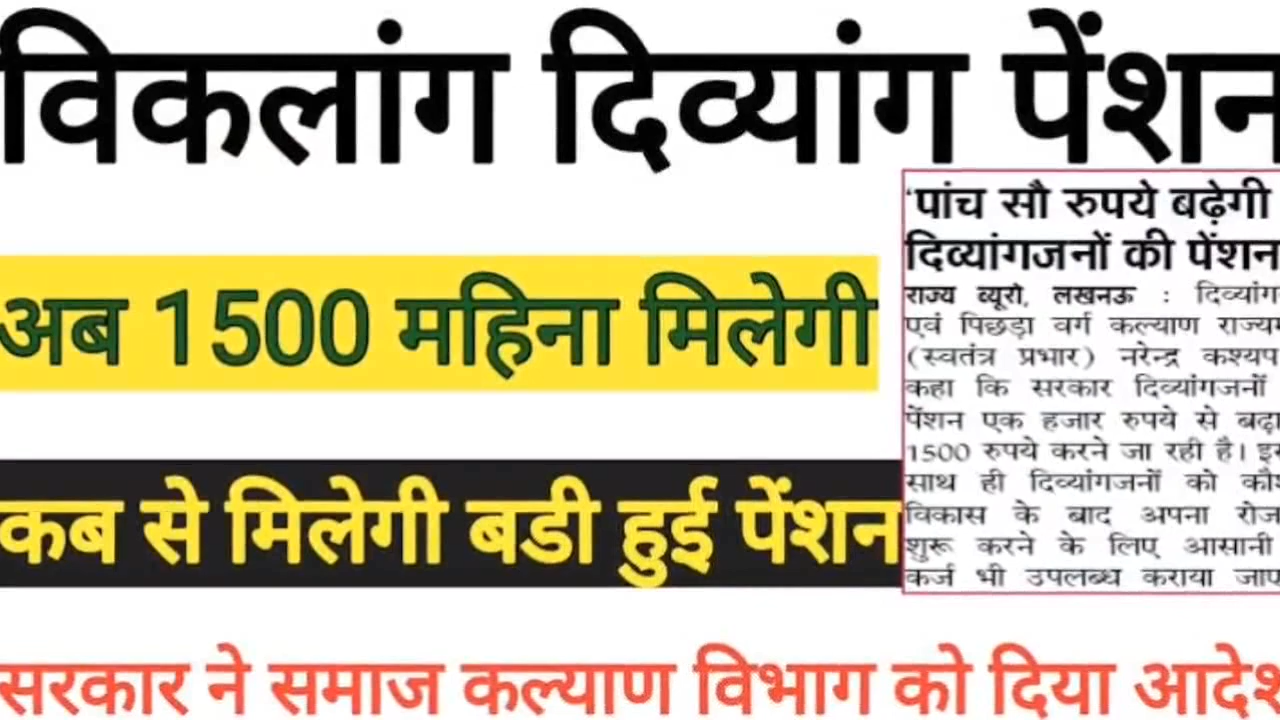 विकलांग दिव्यांग पेंशन
अब 1500 महिना मिलेगी
कब से मिलेगी बडी हुई पेंशन
सरकार ने समाज कल्याण विभाग को दिया आदेश
‘पांच सौ रुपये बढ़ेगी
दिव्यांगजनों की पेंशन
राज्य ब्यूरो, लखनऊ : दिव्यांग
एवं पिछड़ा वर्ग कल्याण राज्य
(स्वतंत्र प्रभार) नरेन्द्र कश्यप
कहा कि सरकार दिव्यांगजनों
पेंशन एक हजार रुपये से बढ़ा
1500 रुपये करने जा रही है।
साथ ही दिव्यांगजनों को
विकास के बाद अपना
शुरू करने के लिए आसानी
कर्ज भी उपलब्ध कराया